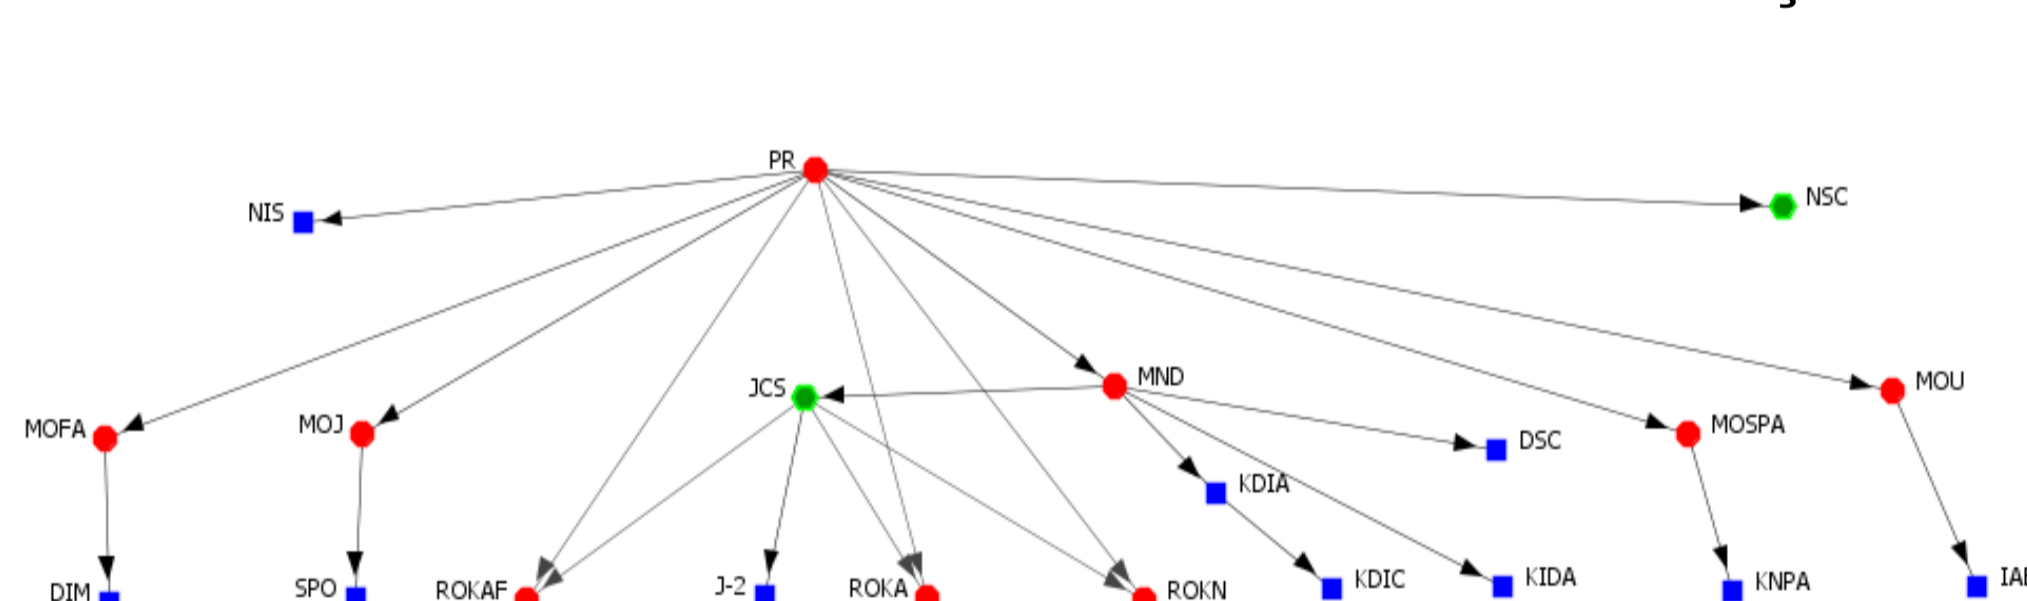 PR
NIS
NSC
MOFA
MOJ
JCS
MND
MOU
MOSPA
DSC
KDIA
DIM
SPO
ROKAF
J-2
ROKA
ROKN
KDIC
KIDA
KNPA